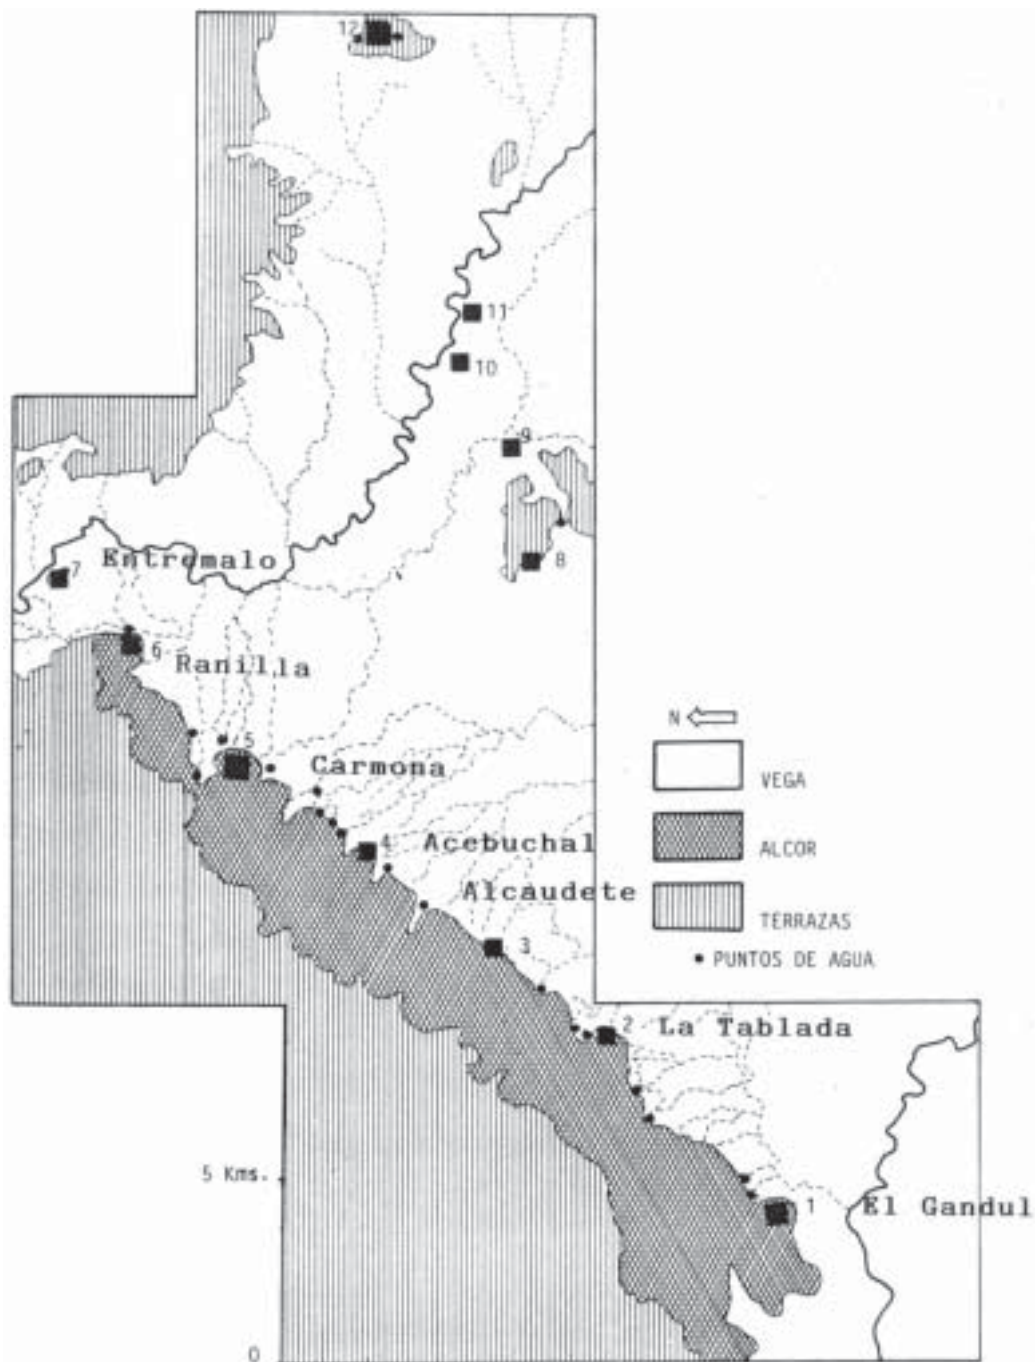 12
11
10
9
8
7
Entremalo
6
Ranilla
5
Carmona
4
Acebuchal
Alcaudete
3
2
La Tablada
1
El Gandul
N
VEGA
ALCOR
TERRAZAS
PUNTOS DE AGUA
5 Kms.
0